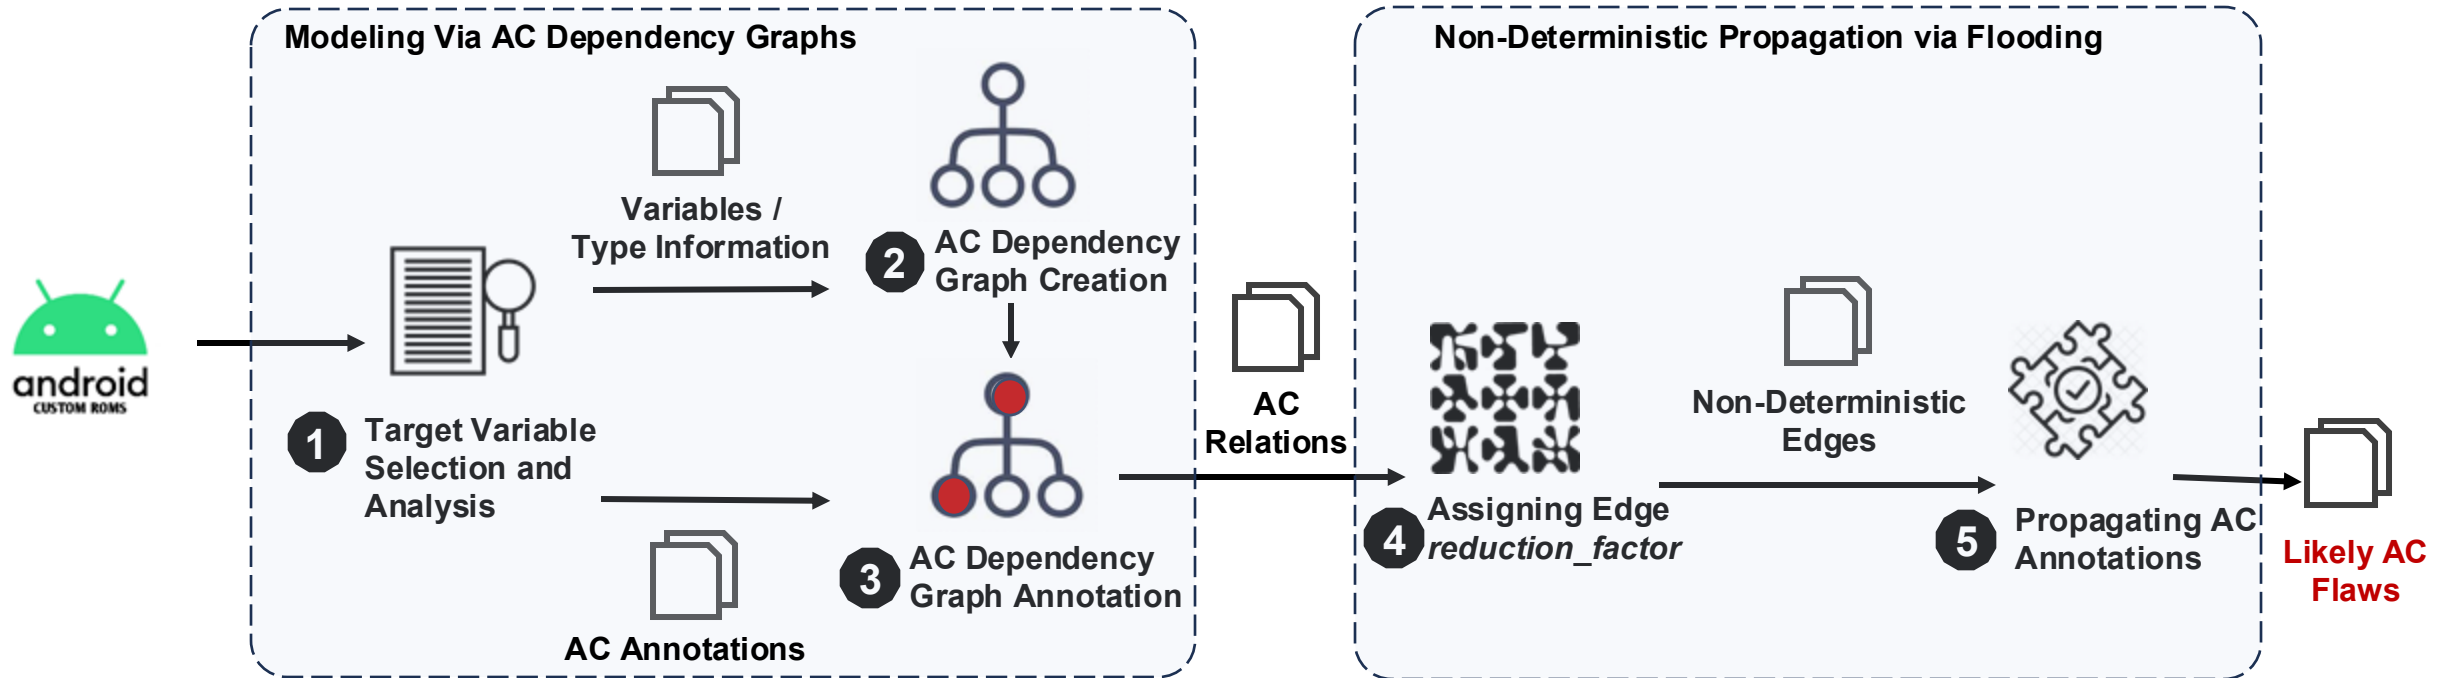 Modeling Via AC Dependency Graphs
Non-Deterministic Propagation via Flooding
android
CUSTOM ROMS
1
Target Variable
Selection and
Analysis
Variables /
Type Information
2
AC Dependency
Graph Creation
AC Annotations
3
AC Dependency
Graph Annotation
AC
Relations
4
Assigning Edge
reduction_factor
Non-Deterministic
Edges
5
Propagating AC
Annotations
Likely AC
Flaws